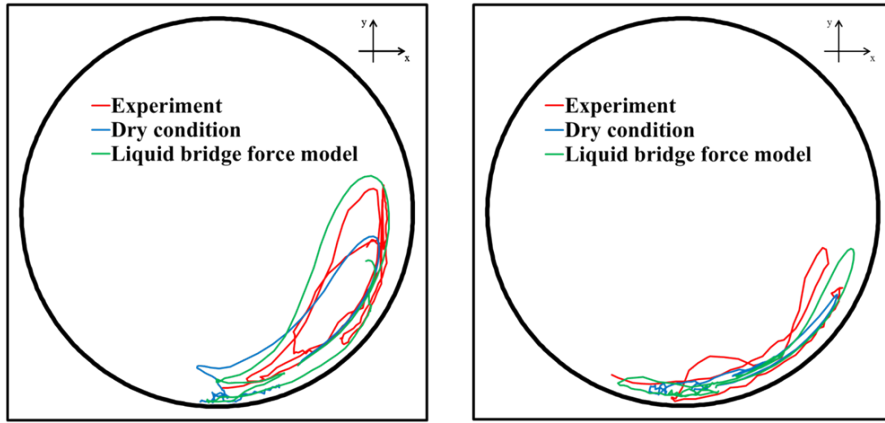 y
x
Experiment
Dry condition
Liquid bridge force model
y
x
Experiment
Dry condition
Liquid bridge force model